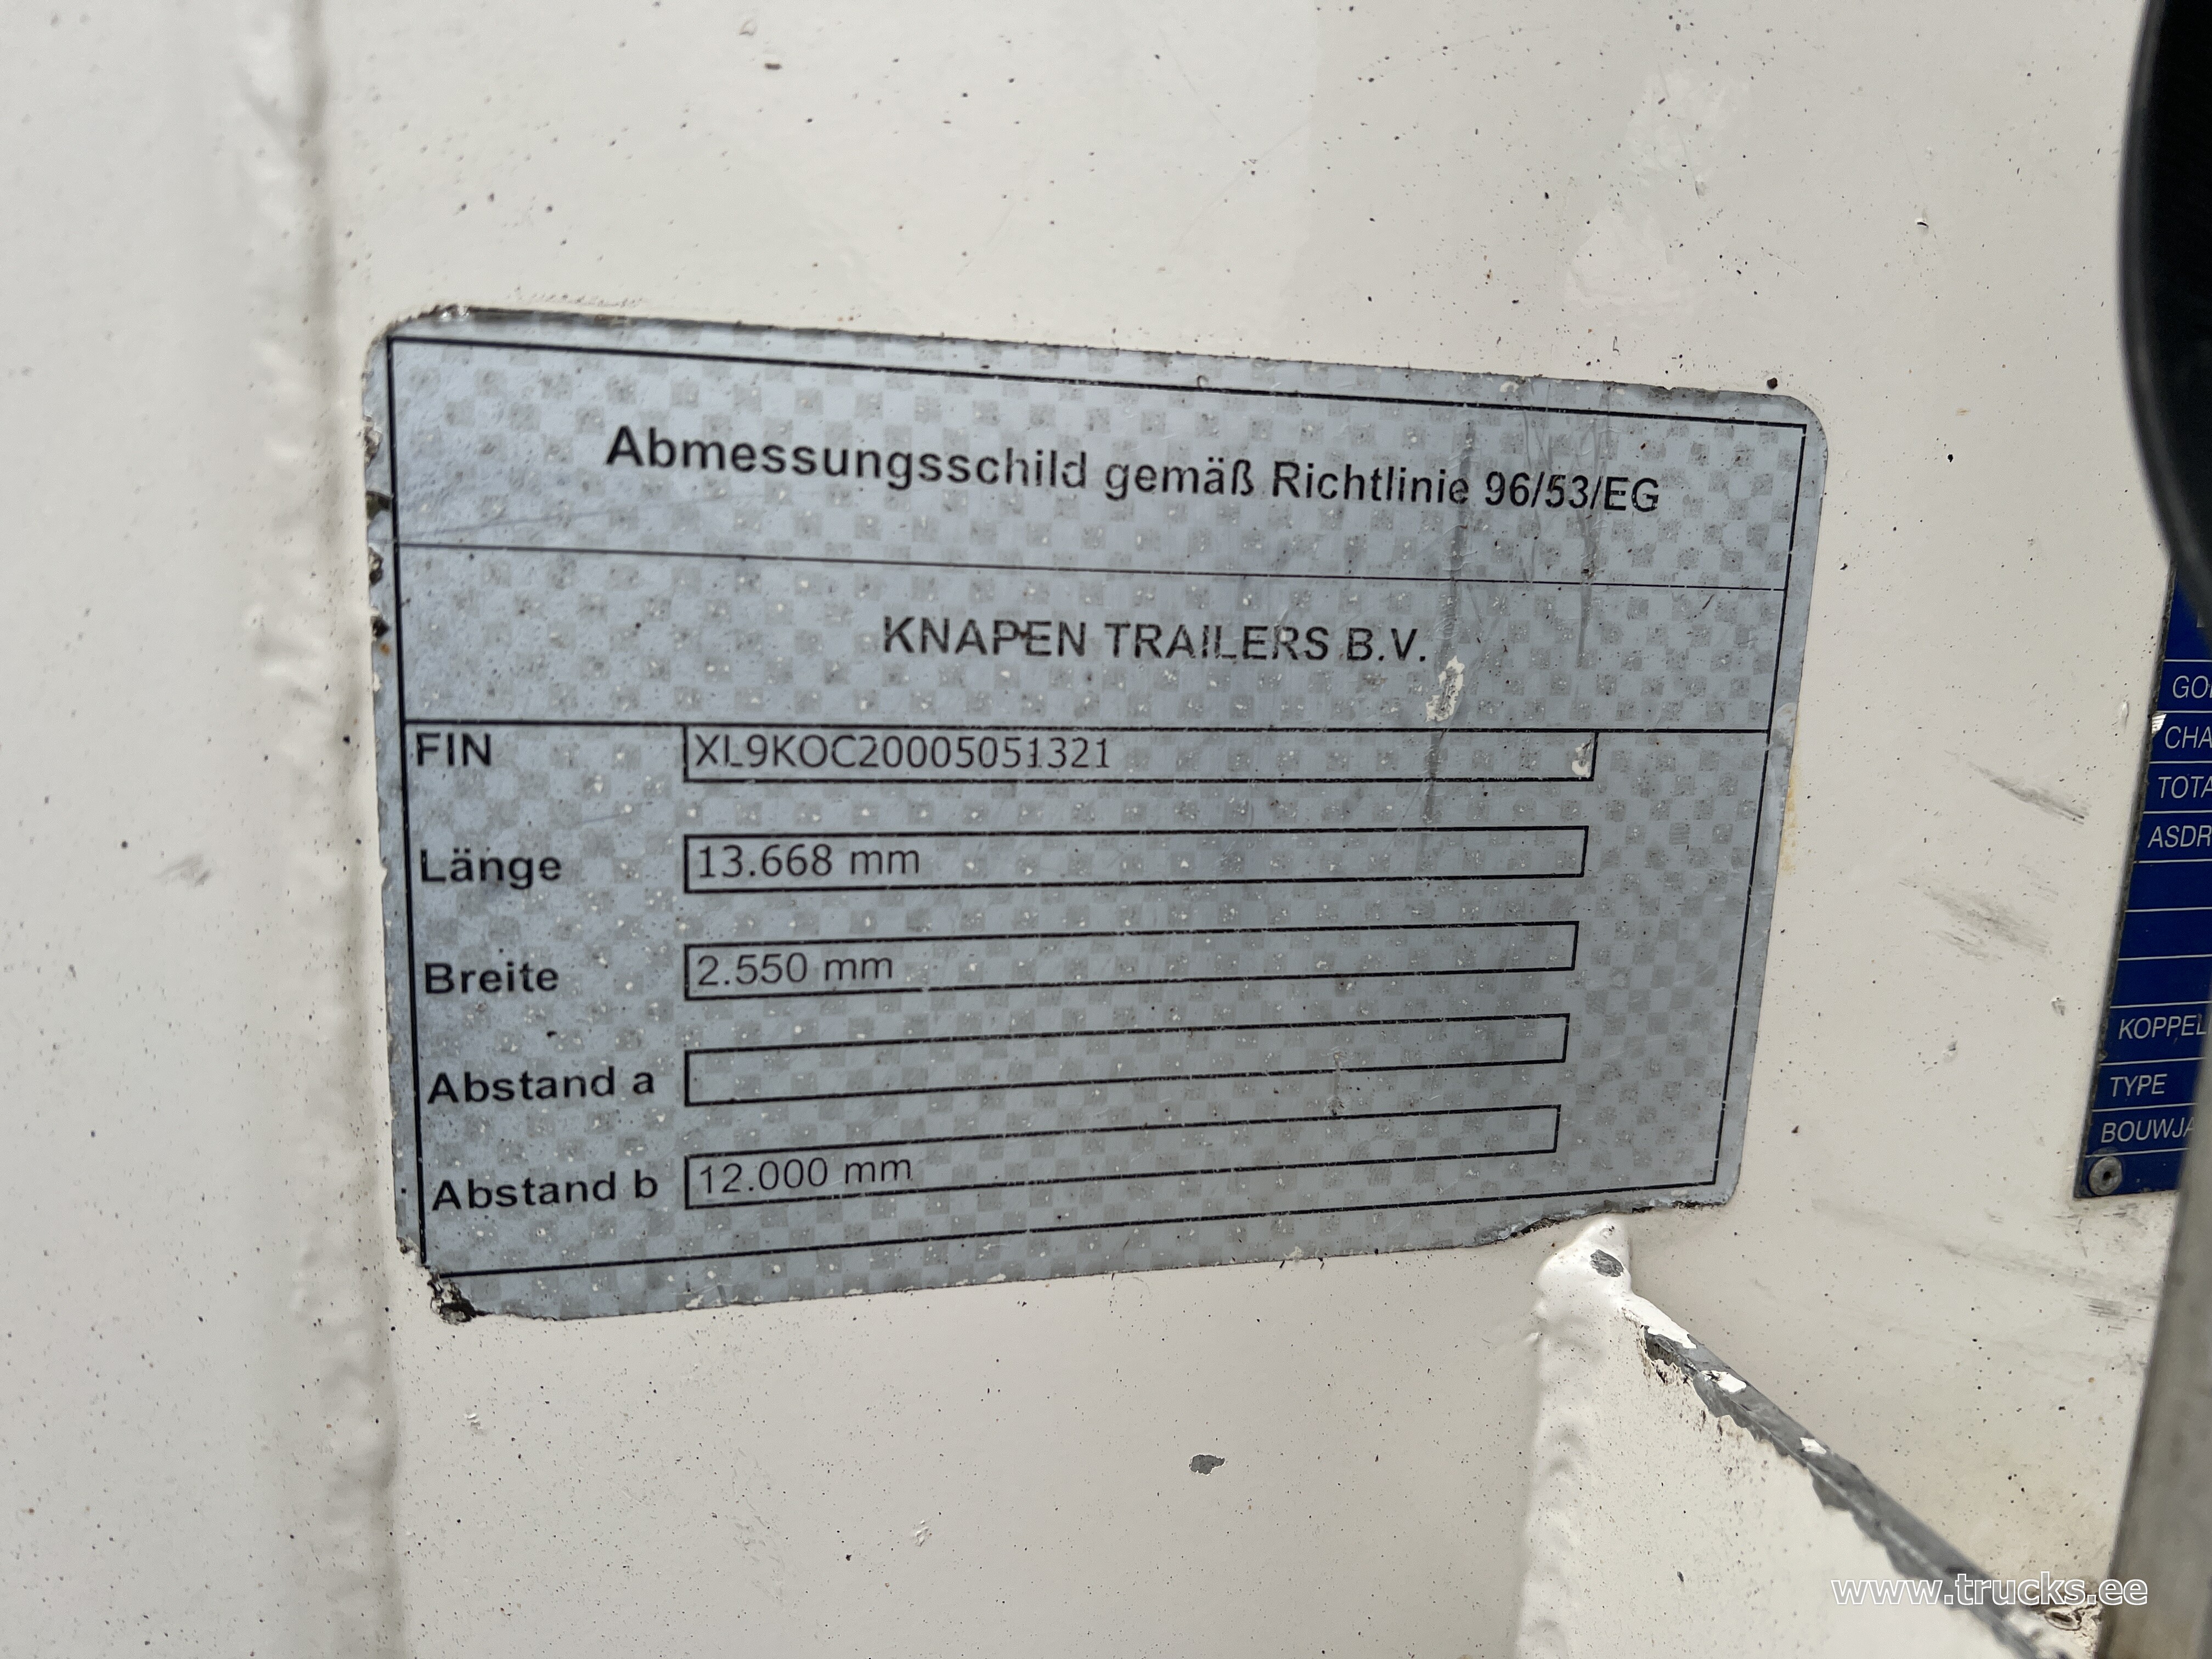 Abmessungsschild gemäß Richtlinie 96/53/EG
KNAPEN TRAILERS B.V.
FIN XL9KOC20005051321
Länge 13.668 mm
Breite 2.550 mm
Abstand a
Abstand b 12.000 mm
TYPE
www.trucks.ee